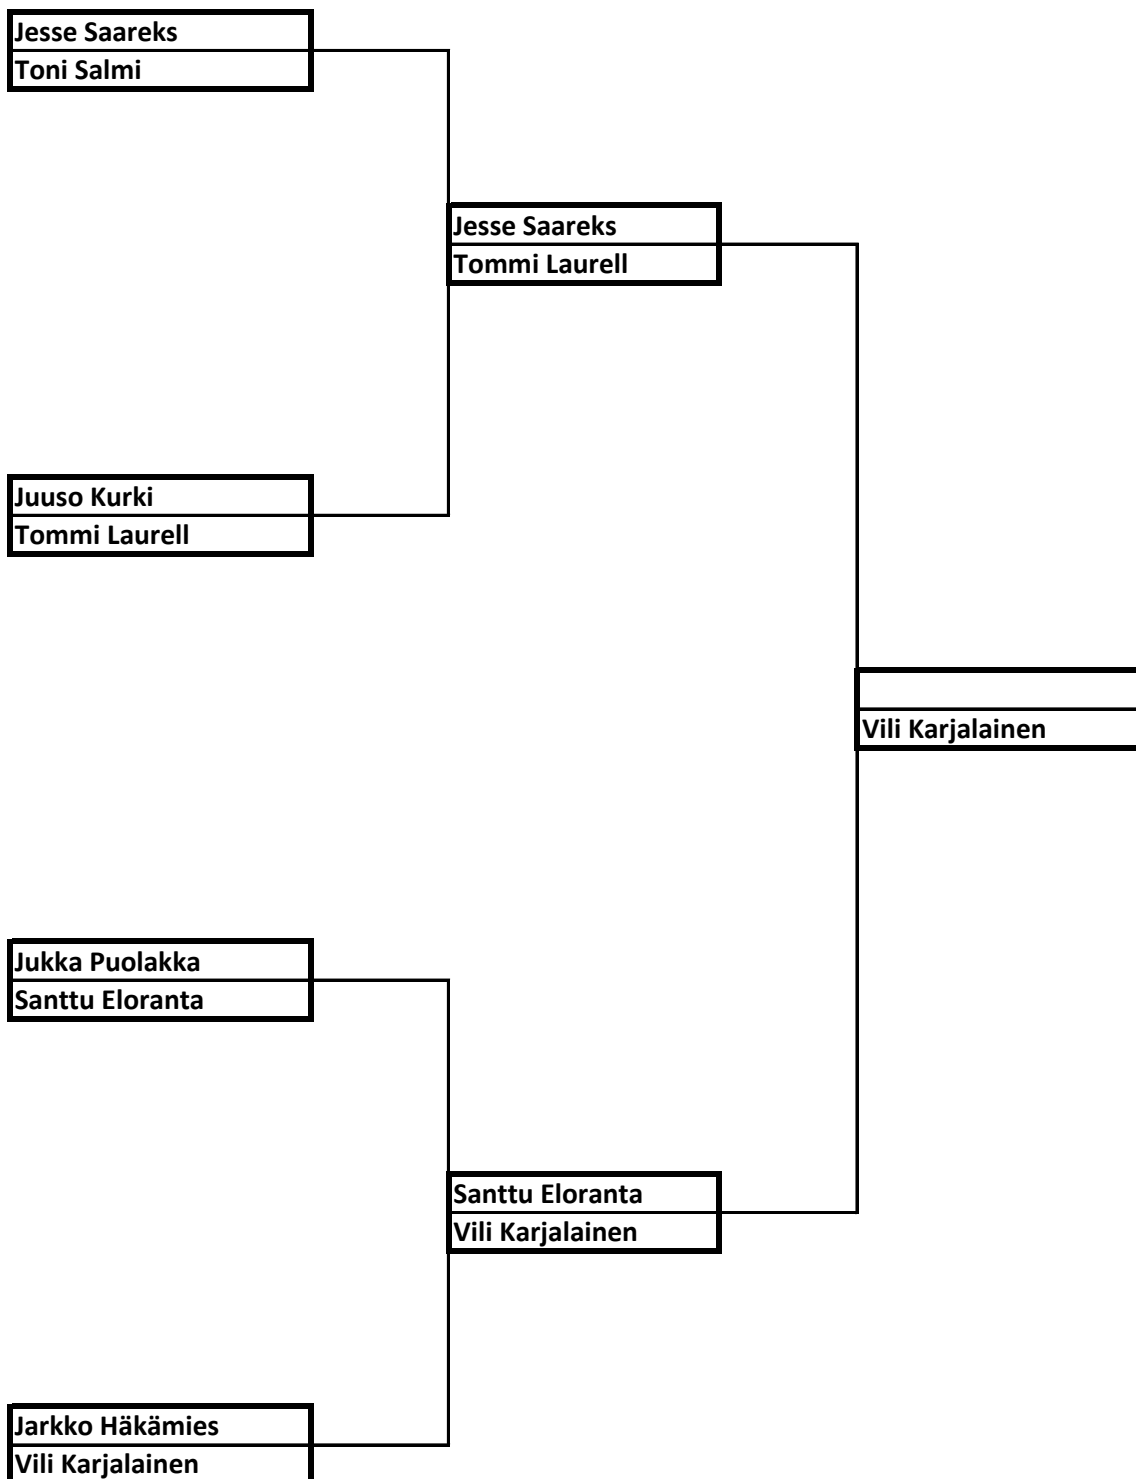 Jesse Saareks
Toni Salmi
Jesse Saareks
Tommi Laurell
Juuso Kurki
Tommi Laurell
Vili Karjalainen
Jukka Puolakka
Santtu Eloranta
Santtu Eloranta
Vili Karjalainen
Jarkko Häkämies
Vili Karjalainen